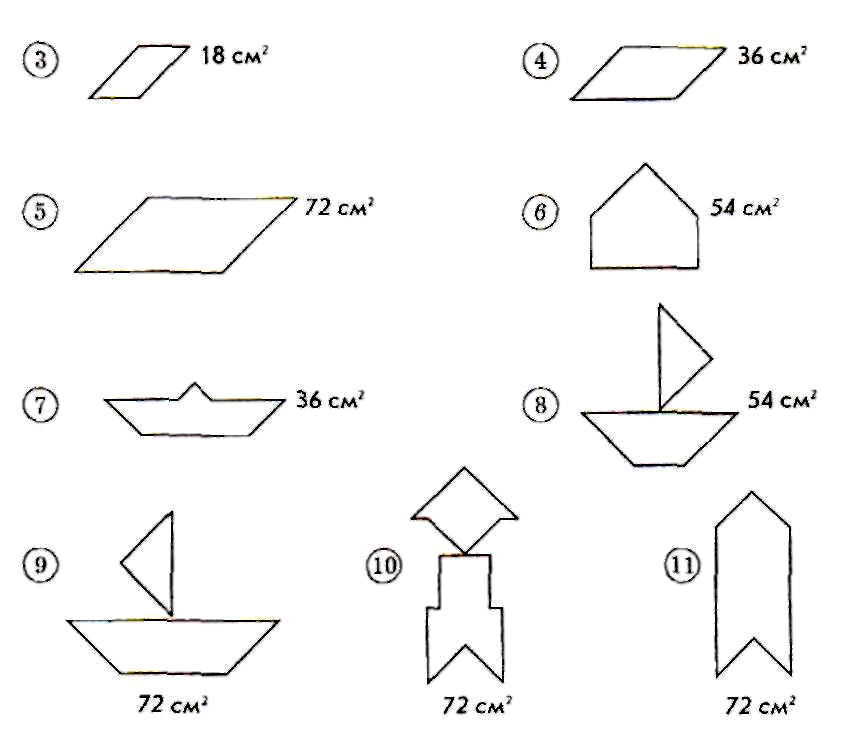 ③ 18 см²
④ 36 см²
⑤ 72 см²
⑥ 54 см²
⑦ 36 см²
⑧ 54 см²
⑨ 72 см²
⑩ 72 см²
⑪ 72 см²